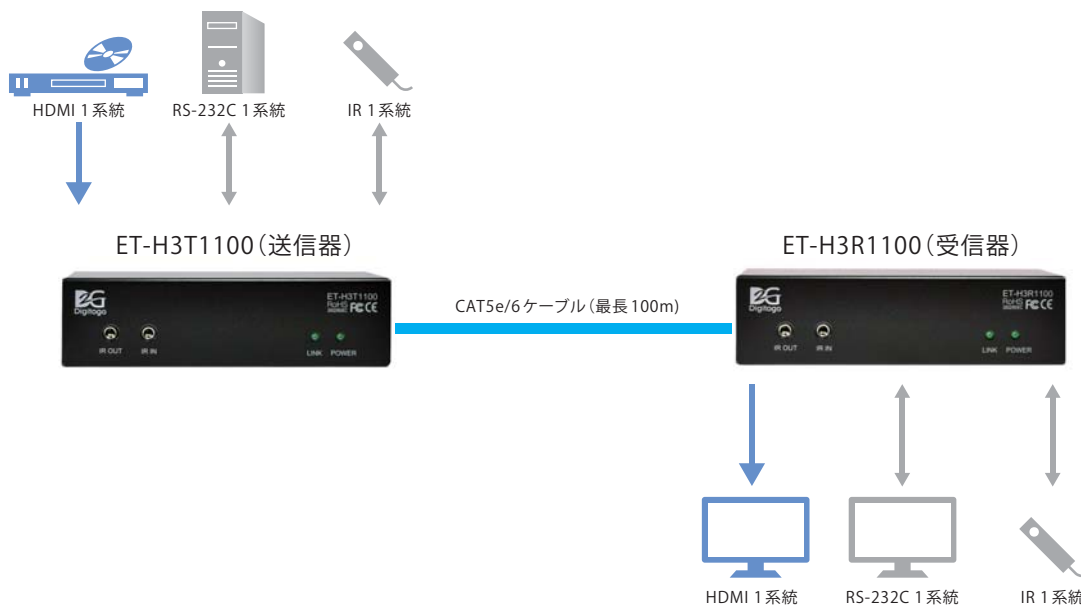 HDMI 1系統
RS-232C 1系統
IR 1系統
ET-H3T1100（送信器）
ET-H3R1100（受信器）
Digitogo
ET-H3T1100
RoHS
FC CE
IR OUT
IR IN
LINK
POWER
CAT5e/6ケーブル（最長100m）
Digitogo
ET-H3R1100
RoHS
FC CE
IR OUT
IR IN
LINK
POWER
HDMI 1系統
RS-232C 1系統
IR 1系統